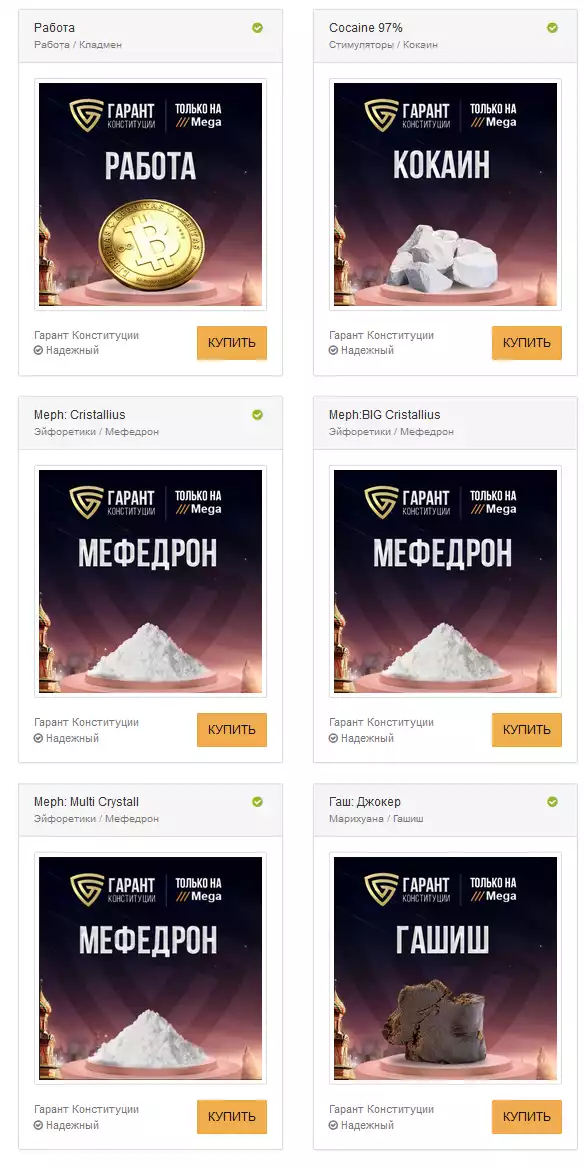 Работа
Работа / Кладмен
ГАРАНТ
КОНСТИТУЦИИ
ТОЛЬКО НА
Mega
РАБОТА
Гарант Конституции
Надежный
КУПИТЬ
Cocaine 97%
Стимуляторы / Кокаин
ГАРАНТ
КОНСТИТУЦИИ
ТОЛЬКО НА
Mega
КОКАИН
Гарант Конституции
Надежный
КУПИТЬ
Meph: Cristallius
Эйфоретики / Мефедрон
ГАРАНТ
КОНСТИТУЦИИ
ТОЛЬКО НА
Mega
МЕФЕДРОН
Гарант Конституции
Надежный
КУПИТЬ
Meph:BIG Cristallius
Эйфоретики / Мефедрон
ГАРАНТ
КОНСТИТУЦИИ
ТОЛЬКО НА
Mega
МЕФЕДРОН
Гарант Конституции
Надежный
КУПИТЬ
Meph: Multi Crystall
Эйфоретики / Мефедрон
ГАРАНТ
КОНСТИТУЦИИ
ТОЛЬКО НА
Mega
МЕФЕДРОН
Гарант Конституции
Надежный
КУПИТЬ
Гаш: Джокер
Марихуана / Гашиш
ГАРАНТ
КОНСТИТУЦИИ
ТОЛЬКО НА
Mega
ГАШИШ
Гарант Конституции
Надежный
КУПИТЬ